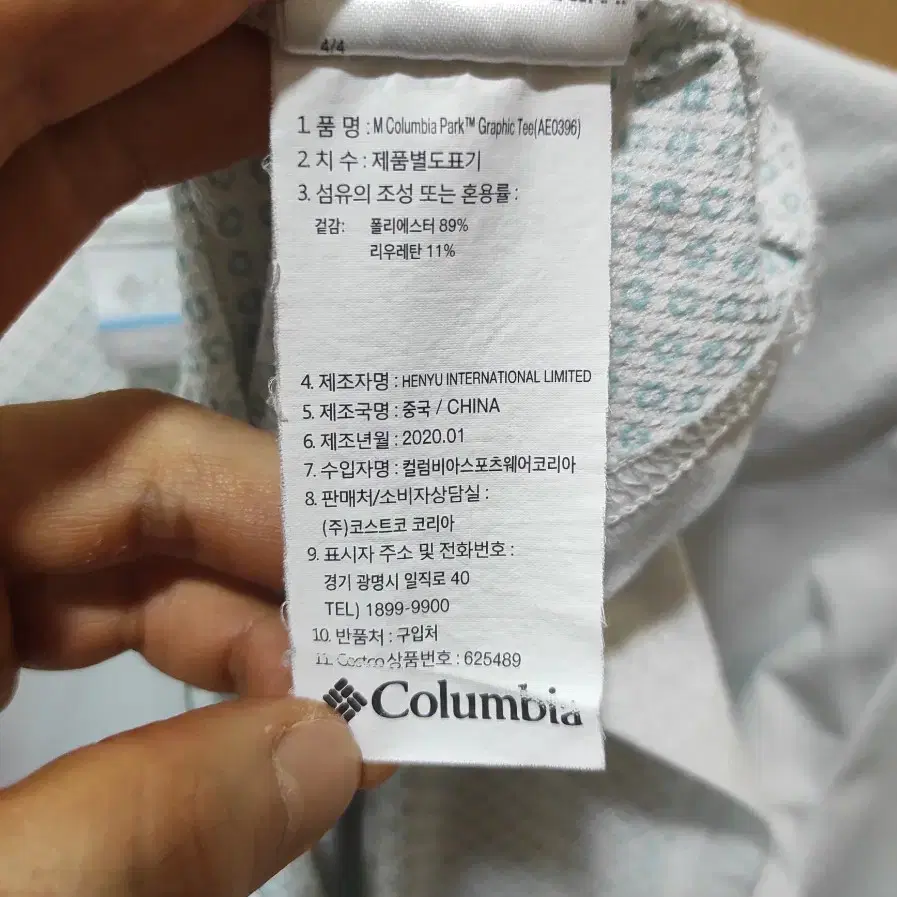 4/4
1. 품 명 : M Columbia Park™ Graphic Tee(AE0396)
2. 치 수 : 제품별도표기
3. 섬유의 조성 또는 혼용률 :
겉감: 폴리에스터 89%
리우레탄 11%
4. 제조자명 : HENYU INTERNATIONAL LIMITED
5. 제조국명 : 중국 / CHINA
6. 제조년월 : 2020.01
7. 수입자명 : 컬럼비아스포츠웨어코리아
8. 판매처/소비자상담실 :
(주)코스트코 코리아
9. 표시자 주소 및 전화번호 :
경기 광명시 일직로 40
TEL) 1899-9900
10. 반품처 : 구입처
11. Costco 상품번호 : 625489
Columbia